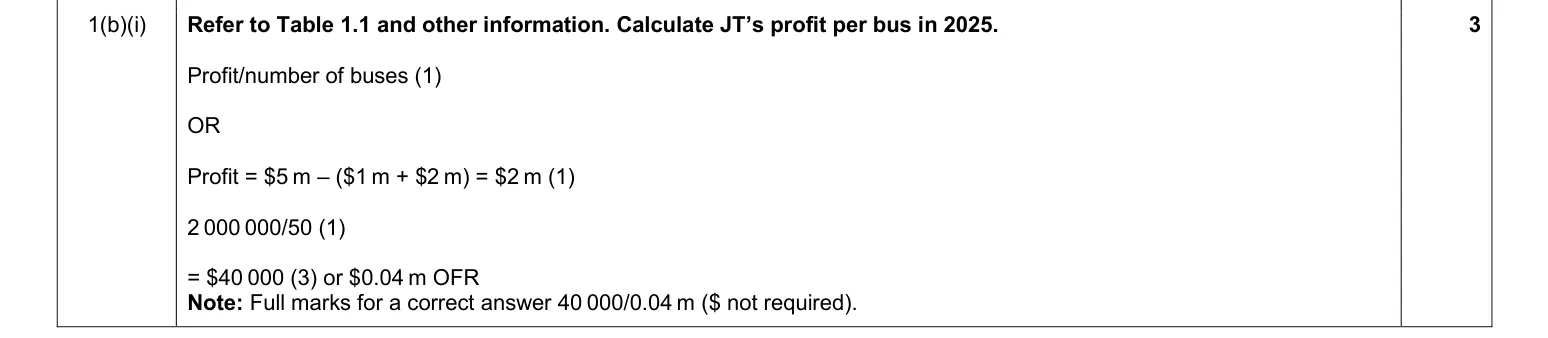 1(b)(i)
Refer to Table 1.1 and other information. Calculate JT’s profit per bus in 2025.
3
Profit/number of buses (1)
OR
Profit = $5 m – ($1 m + $2 m) = $2 m (1)
2 000 000/50 (1)
= $40 000 (3) or $0.04 m OFR
Note: Full marks for a correct answer 40 000/0.04 m ($ not required).